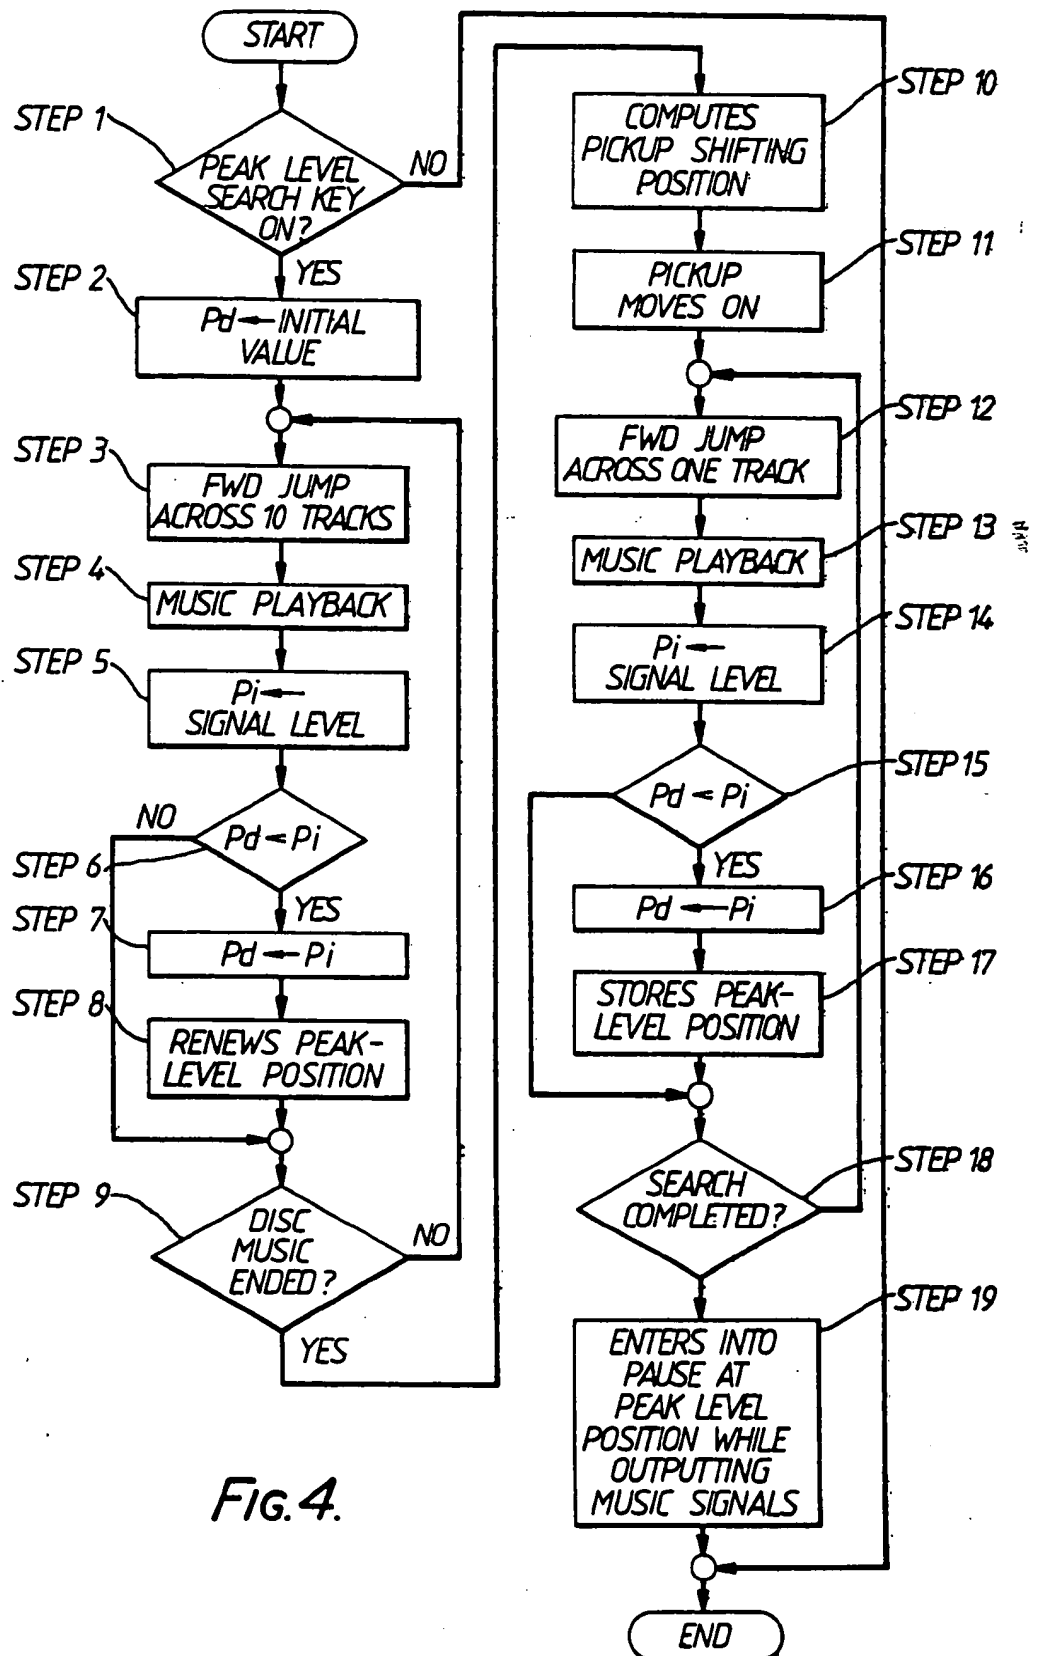 START
STEP 1
PEAK LEVEL
SEARCH KEY
ON?
NO
YES
STEP 2
Pd ← INITIAL
VALUE
STEP 3
FWD JUMP
ACROSS 10 TRACKS
STEP 4
MUSIC PLAYBACK
STEP 5
Pi ←
SIGNAL LEVEL
NO
Pd < Pi
STEP 6
YES
STEP 7
Pd ← Pi
STEP 8
RENEWS PEAK-
LEVEL POSITION
STEP 9
DISC
MUSIC
ENDED?
NO
YES
STEP 10
COMPUTES
PICKUP SHIFTING
POSITION
STEP 11
PICKUP
MOVES ON
STEP 12
FWD JUMP
ACROSS ONE TRACK
STEP 13
MUSIC PLAYBACK
STEP 14
Pi ←
SIGNAL LEVEL
STEP 15
Pd < Pi
YES
STEP 16
Pd ← Pi
STEP 17
STORES PEAK-
LEVEL POSITION
STEP 18
SEARCH
COMPLETED?
STEP 19
ENTERS INTO
PAUSE AT
PEAK LEVEL
POSITION WHILE
OUTPUTTING
MUSIC SIGNALS
END
FIG. 4.